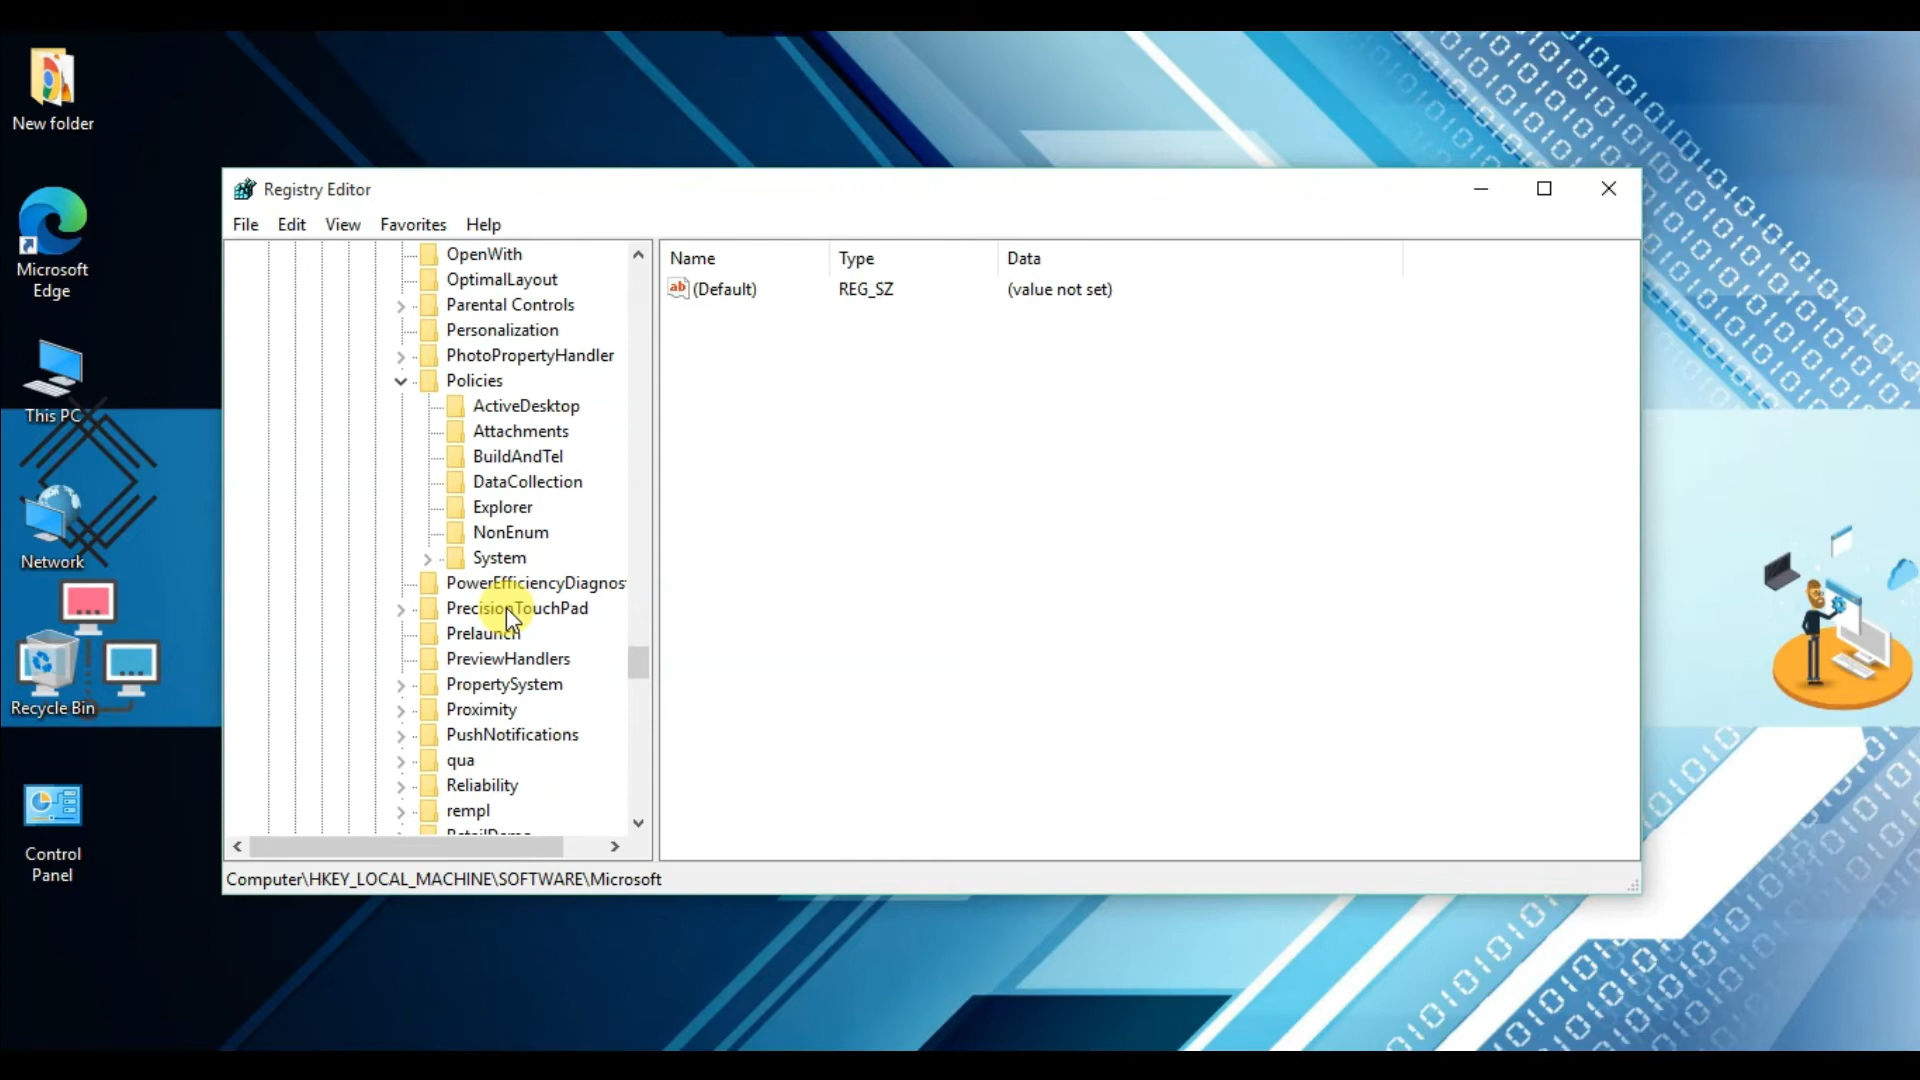 New folder
Microsoft
Edge
This PC
Network
Recycle Bin
Control
Panel
Registry Editor
File Edit View Favorites Help
OpenWith
OptimalLayout
Parental Controls
Personalization
PhotoPropertyHandler
Policies
ActiveDesktop
Attachments
BuildAndTel
DataCollection
Explorer
NonEnum
System
PowerEfficiencyDiagnos
PrecisionTouchPad
Prelaunch
PreviewHandlers
PropertySystem
Proximity
PushNotifications
qua
Reliability
rempl
Name Type Data
(Default) REG_SZ (value not set)
Computer\HKEY_LOCAL_MACHINE\SOFTWARE\Microsoft